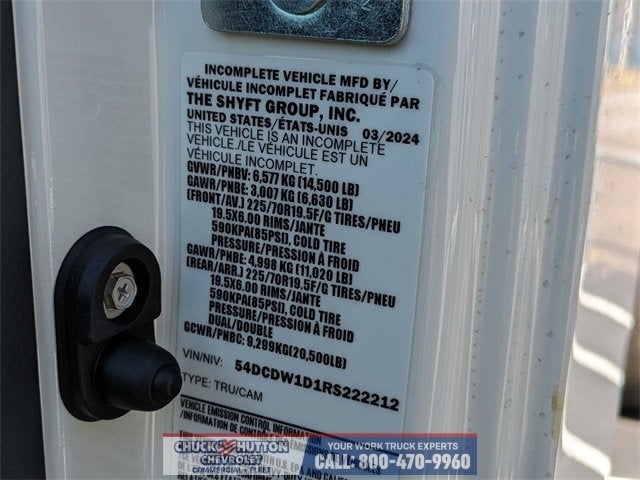 INCOMPLETE VEHICLE MFD BY/
VÉHICULE INCOMPLET FABRIQUÉ PAR
THE SHYFT GROUP, INC.
UNITED STATES/ÉTATS-UNIS 03/2024
THIS VEHICLE IS AN INCOMPLETE
VEHICLE./LE VÉHICULE EST UN
VÉHICULE INCOMPLET.
GVWR/PNBV: 6,577 KG (14,500 LB)
GAWR/PNBE: 3,007 KG (6,630 LB)
(FRONT/AV.) 225/70R19.5F/G TIRES/PNEU
19.5X6.00 RIMS/JANTE
590KPA(85PSI), COLD TIRE
PRESSURE/PRESSION À FROID
GAWR/PNBE: 4,998 KG (11,020 LB)
(REAR/ARR.) 225/70R19.5F/G TIRES/PNEU
19.5X6.00 RIMS/JANTE
590KPA(85PSI), COLD TIRE
PRESSURE/PRESSION À FROID
DUAL/DOUBLE
GCWR/PNBC: 9,299KG(20,500LB)
VIN/NIV: 54DCDW1D1RS222212
TYPE: TRU/CAM
VEHICLE EMISSION CONTROL INFORMATION
CHUCK HUTTON
CHEVROLET
COMMERCIAL • FLEET
YOUR WORK TRUCK EXPERTS
CALL: 800-470-9960